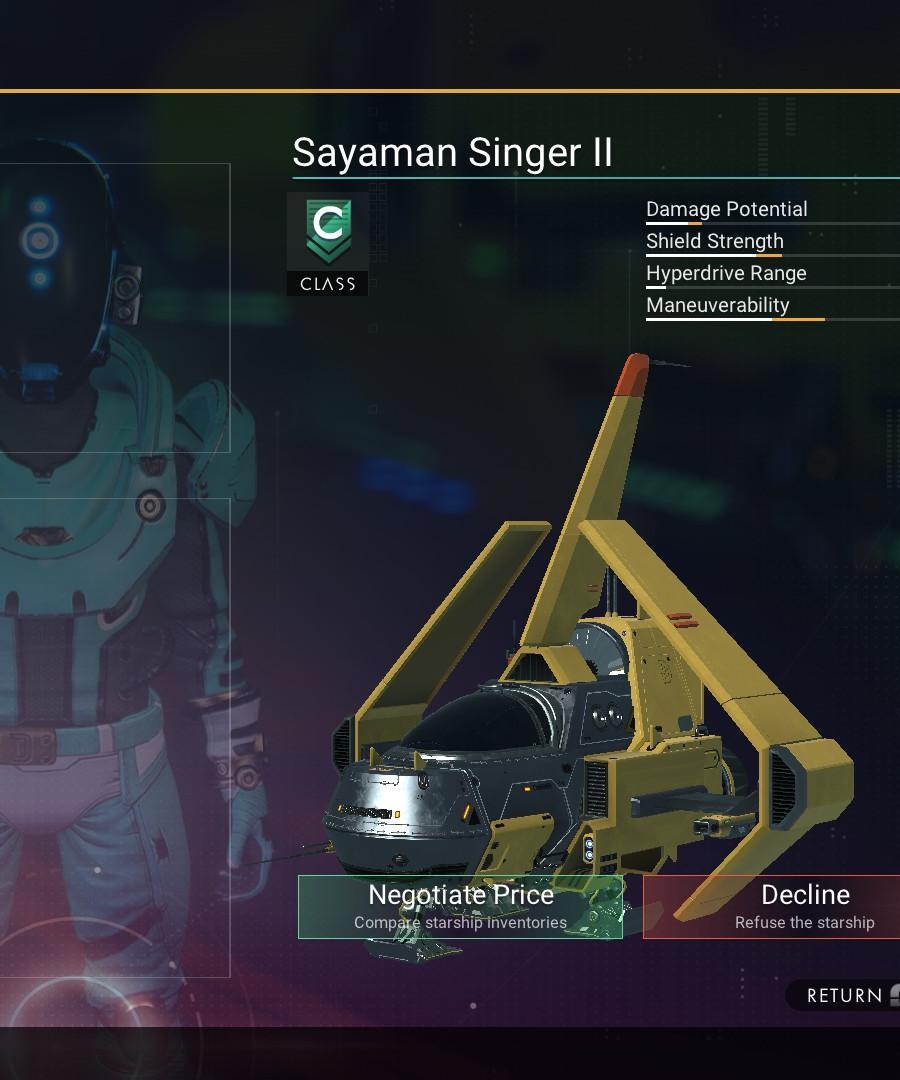 Sayaman Singer II
C
CLASS
Damage Potential
Shield Strength
Hyperdrive Range
Maneuverability
Negotiate Price
Compare starship inventories
Decline
Refuse the starship
RETURN